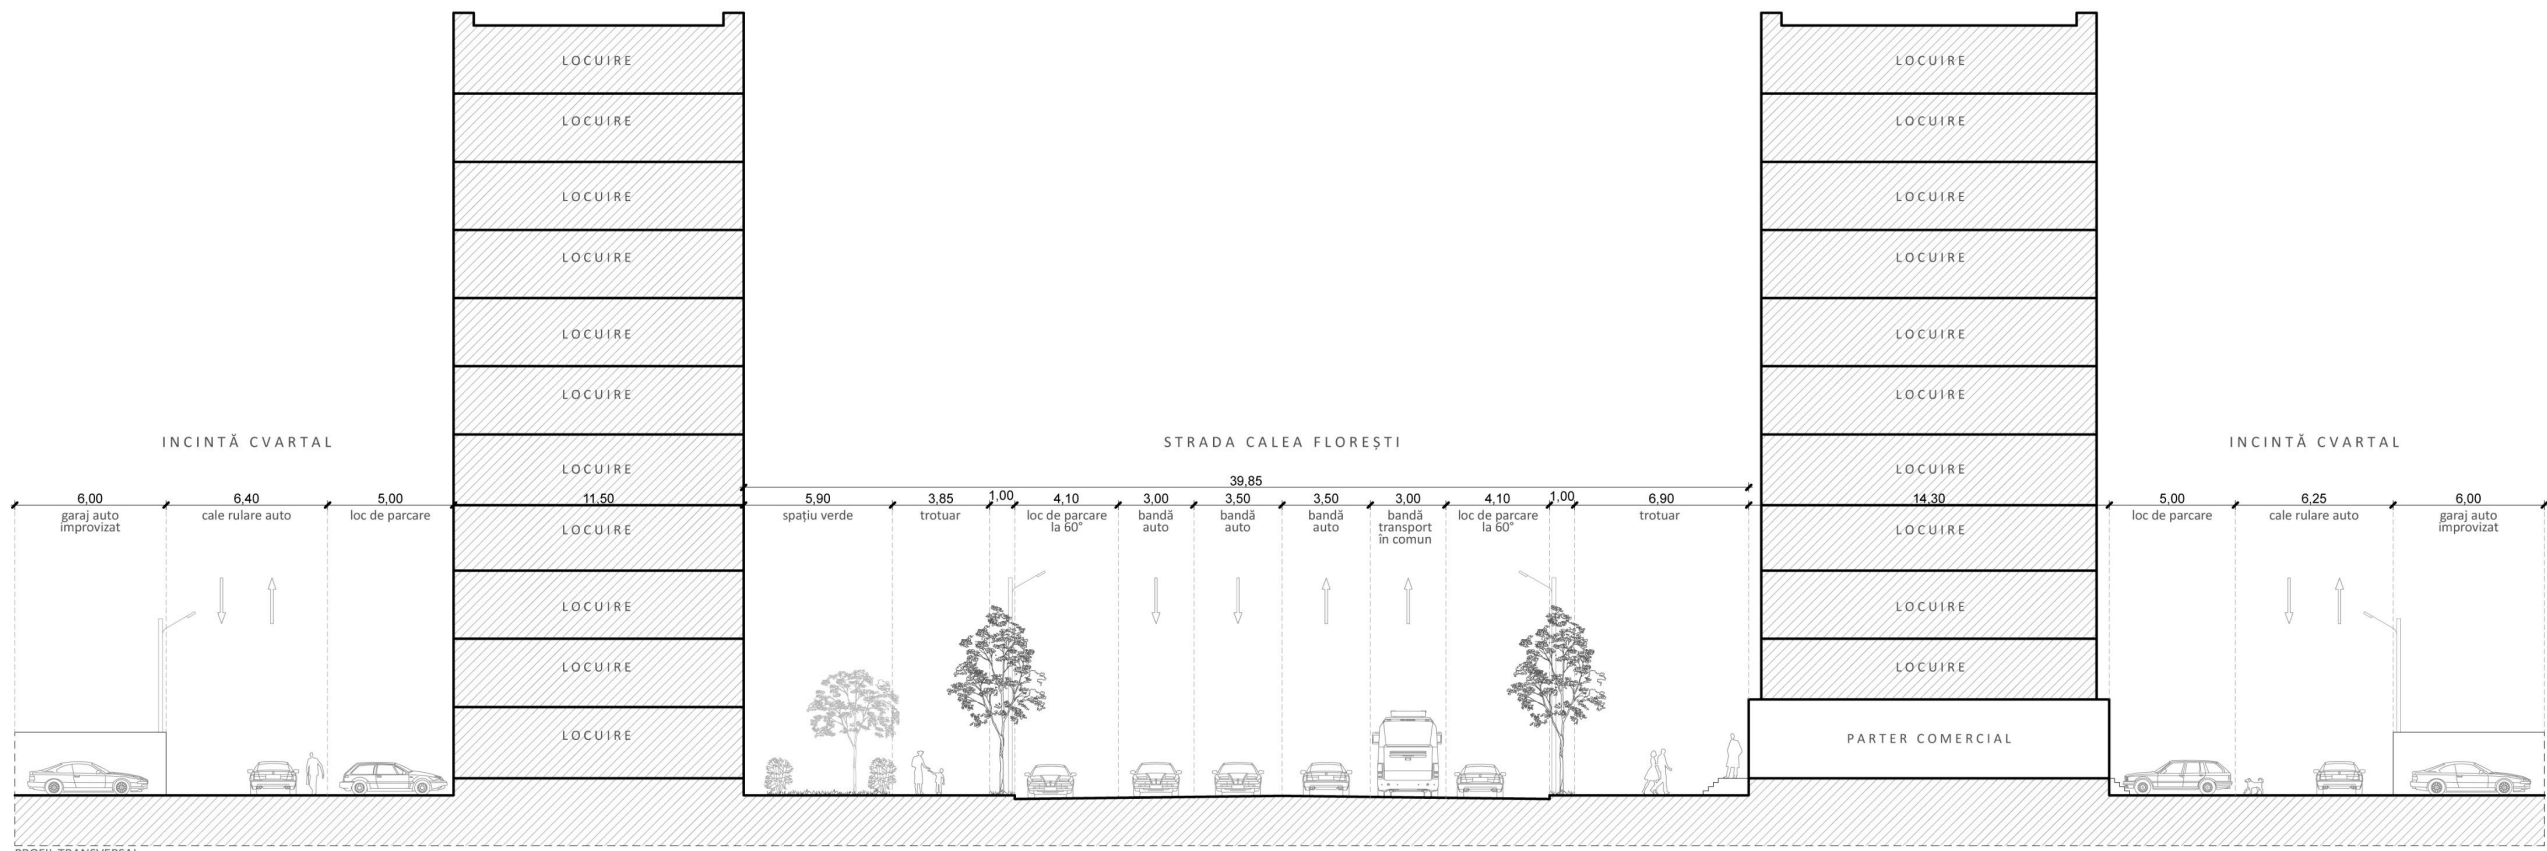 LOCUIRE
LOCUIRE
LOCUIRE
LOCUIRE
LOCUIRE
LOCUIRE
LOCUIRE
LOCUIRE
LOCUIRE
LOCUIRE
LOCUIRE
LOCUIRE
INCINTĂ CVARTAL
STRADA CALEA FLOREȘTI
INCINTĂ CVARTAL
LOCUIRE
LOCUIRE
39,85
6,00
6,40
5,00
11,50
5,90
3,85
1,00
4,10
3,00
3,50
3,50
3,00
4,10
1,00
6,90
14,30
5,00
6,25
6,00
garaj auto
improvizat
cale rulare auto
loc de parcare
spațiu verde
trotuar
loc de parcare
la 60°
bandă
auto
bandă
auto
bandă
auto
bandă
transport
în comun
loc de parcare
la 60°
trotuar
loc de parcare
cale rulare auto
garaj auto
improvizat
LOCUIRE
LOCUIRE
LOCUIRE
LOCUIRE
LOCUIRE
LOCUIRE
LOCUIRE
PARTER COMERCIAL
PROFIL TRANSVERSAL